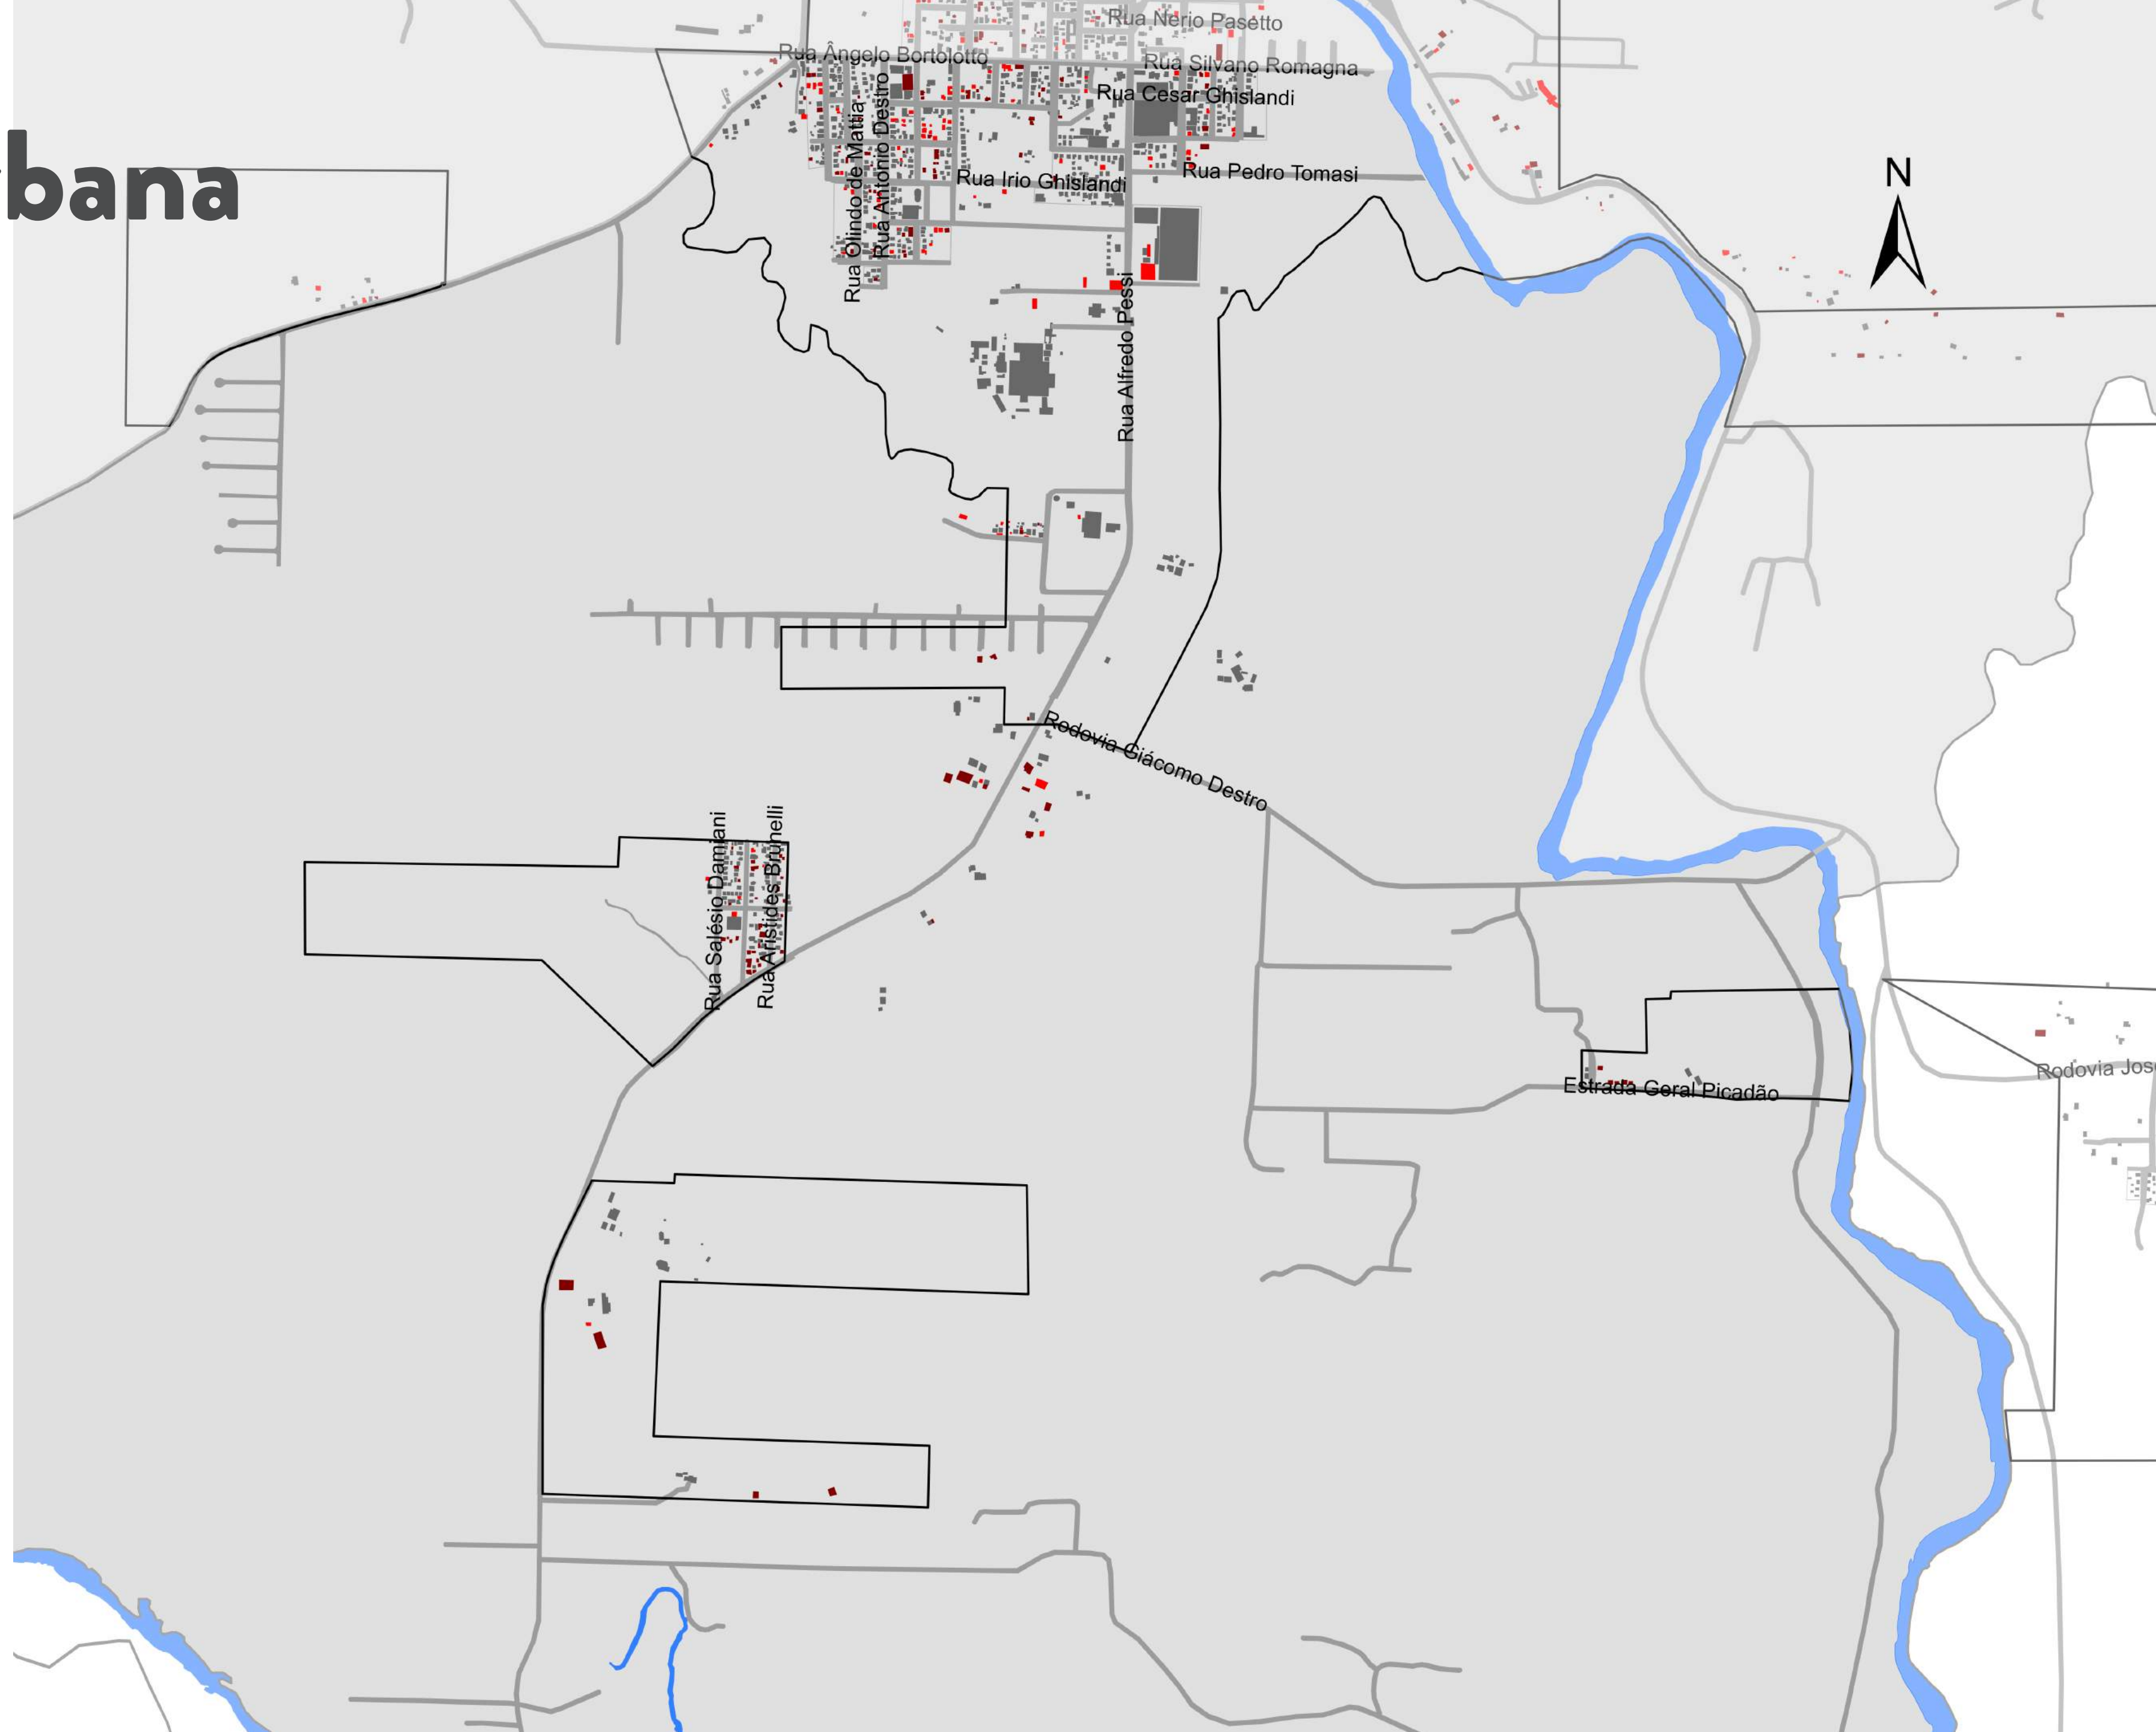 Rua Nerio Pasetto
Rua Ângelo Bortolotto
Rua Silvano Romagna
Rua Cesar Ghislandi
Rua Olindo de Mattia
Rua Antonio Destro
Rua Irio Ghislandi
Rua Pedro Tomasi
bana
N
Rua Alfredo Pessi
Rodovia Giácomo Destro
Rua Salésio Damiani
Rua Aristides Brunelli
Estrada Geral Picadão
Rodovia Jos